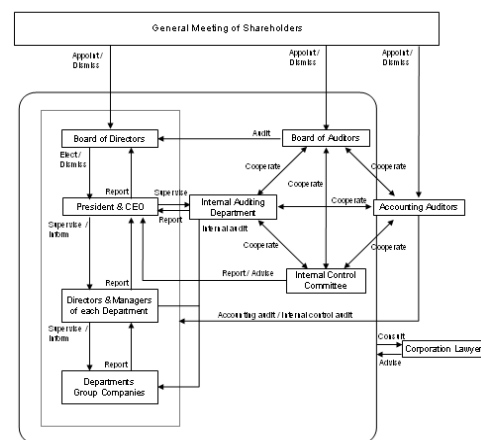 General Meeting of Shareholders
Appoint /
Dismiss
Appoint /
Dismiss
Appoint /
Dismiss
Board of Directors
Audit
Board of Auditors
Elect /
Dismiss
Cooperate
Cooperate
Cooperate
Report
Supervise
President & CEO
Report
Internal Auditing
Department
Cooperate
Accounting Auditors
Supervise /
Inform
Internal audit
Cooperate
Cooperate
Report
Report / Advise
Internal Control
Committee
Directors & Managers
of each Department
Accounting audit / Internal control audit
Supervise /
Inform
Consult
Corporation Lawyer
Advise
Report
Departments
Group Companies